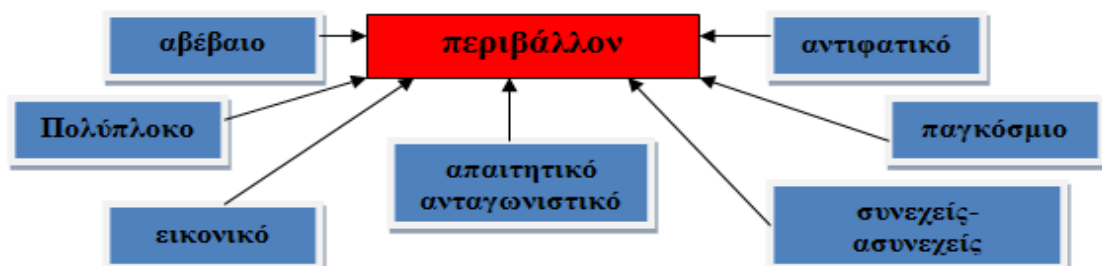 περιβάλλον
αβέβαιο
αντιφατικό
Πολύπλοκο
παγκόσμιο
απαιτητικό
ανταγωνιστικό
εικονικό
συνεχείς-
ασυνεχείς